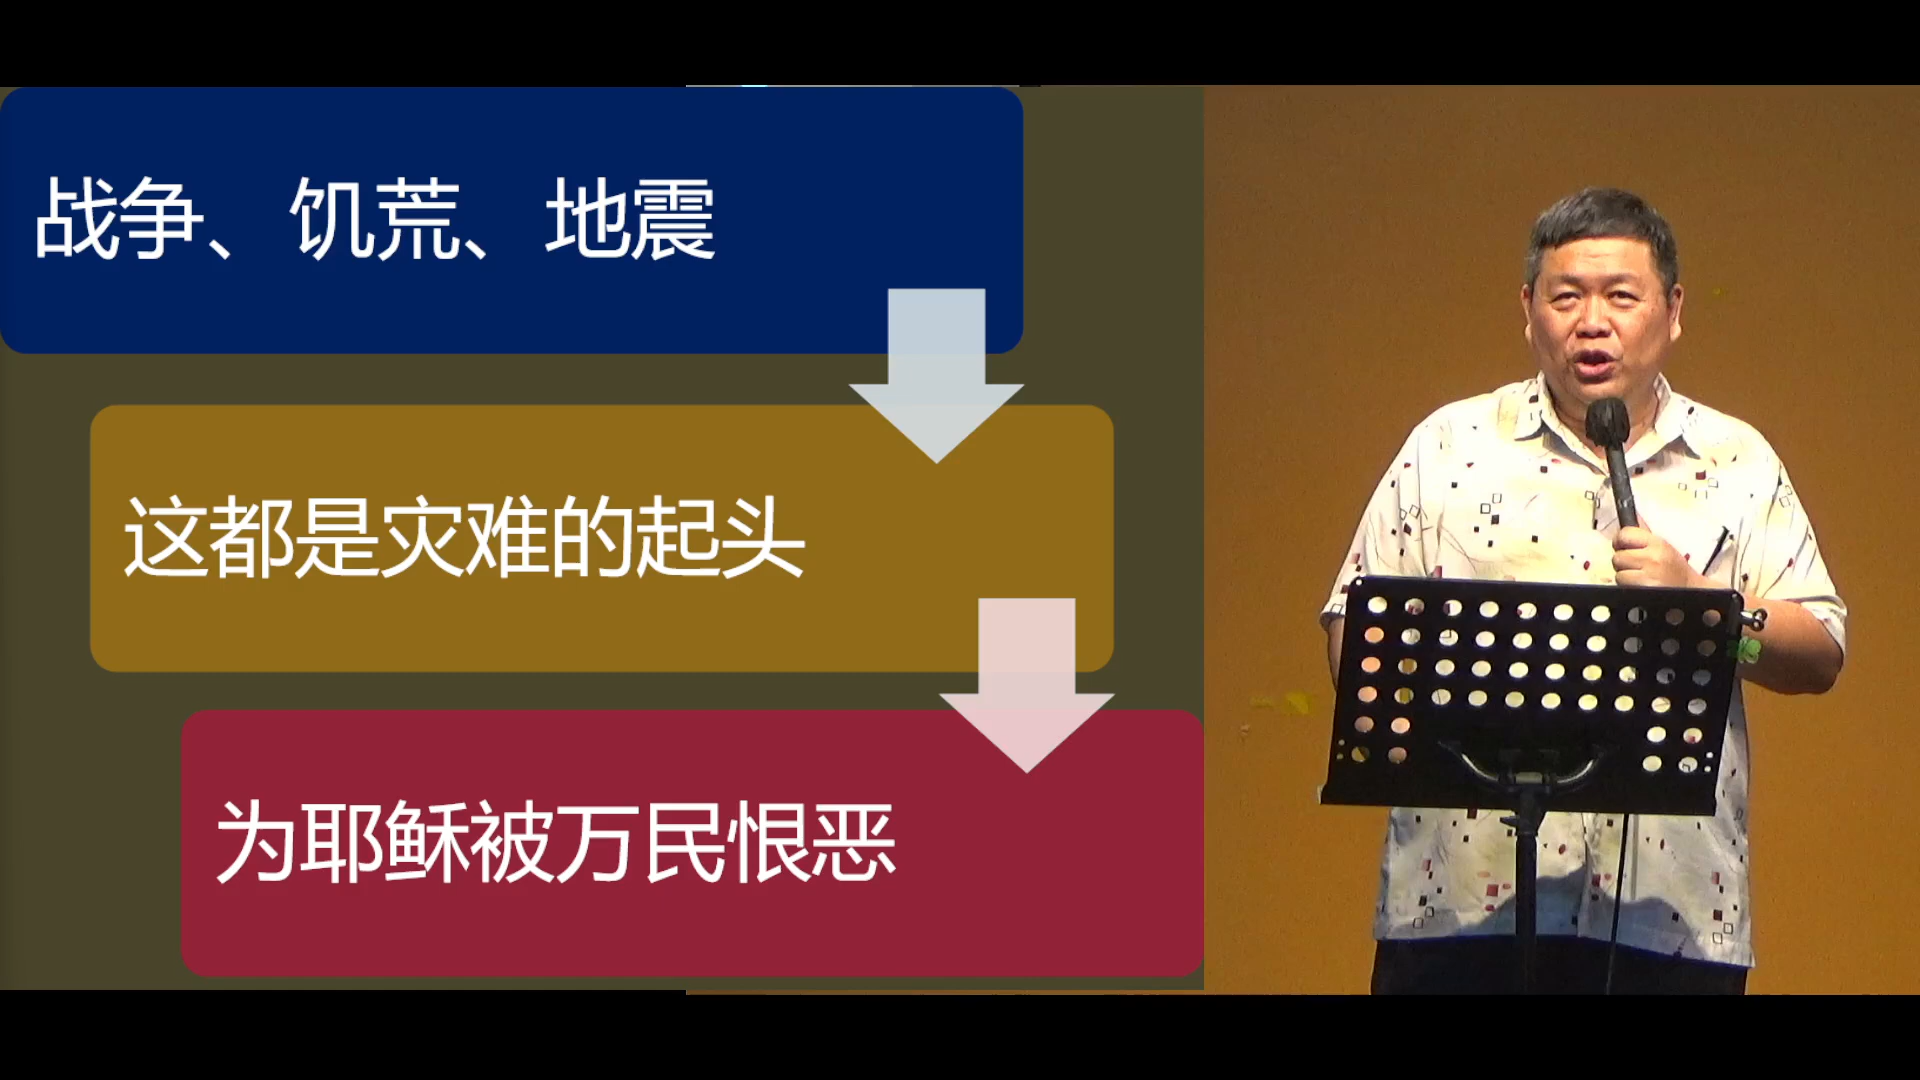 战争、饥荒、地震
这都是灾难的起头
为耶稣被万民恨恶